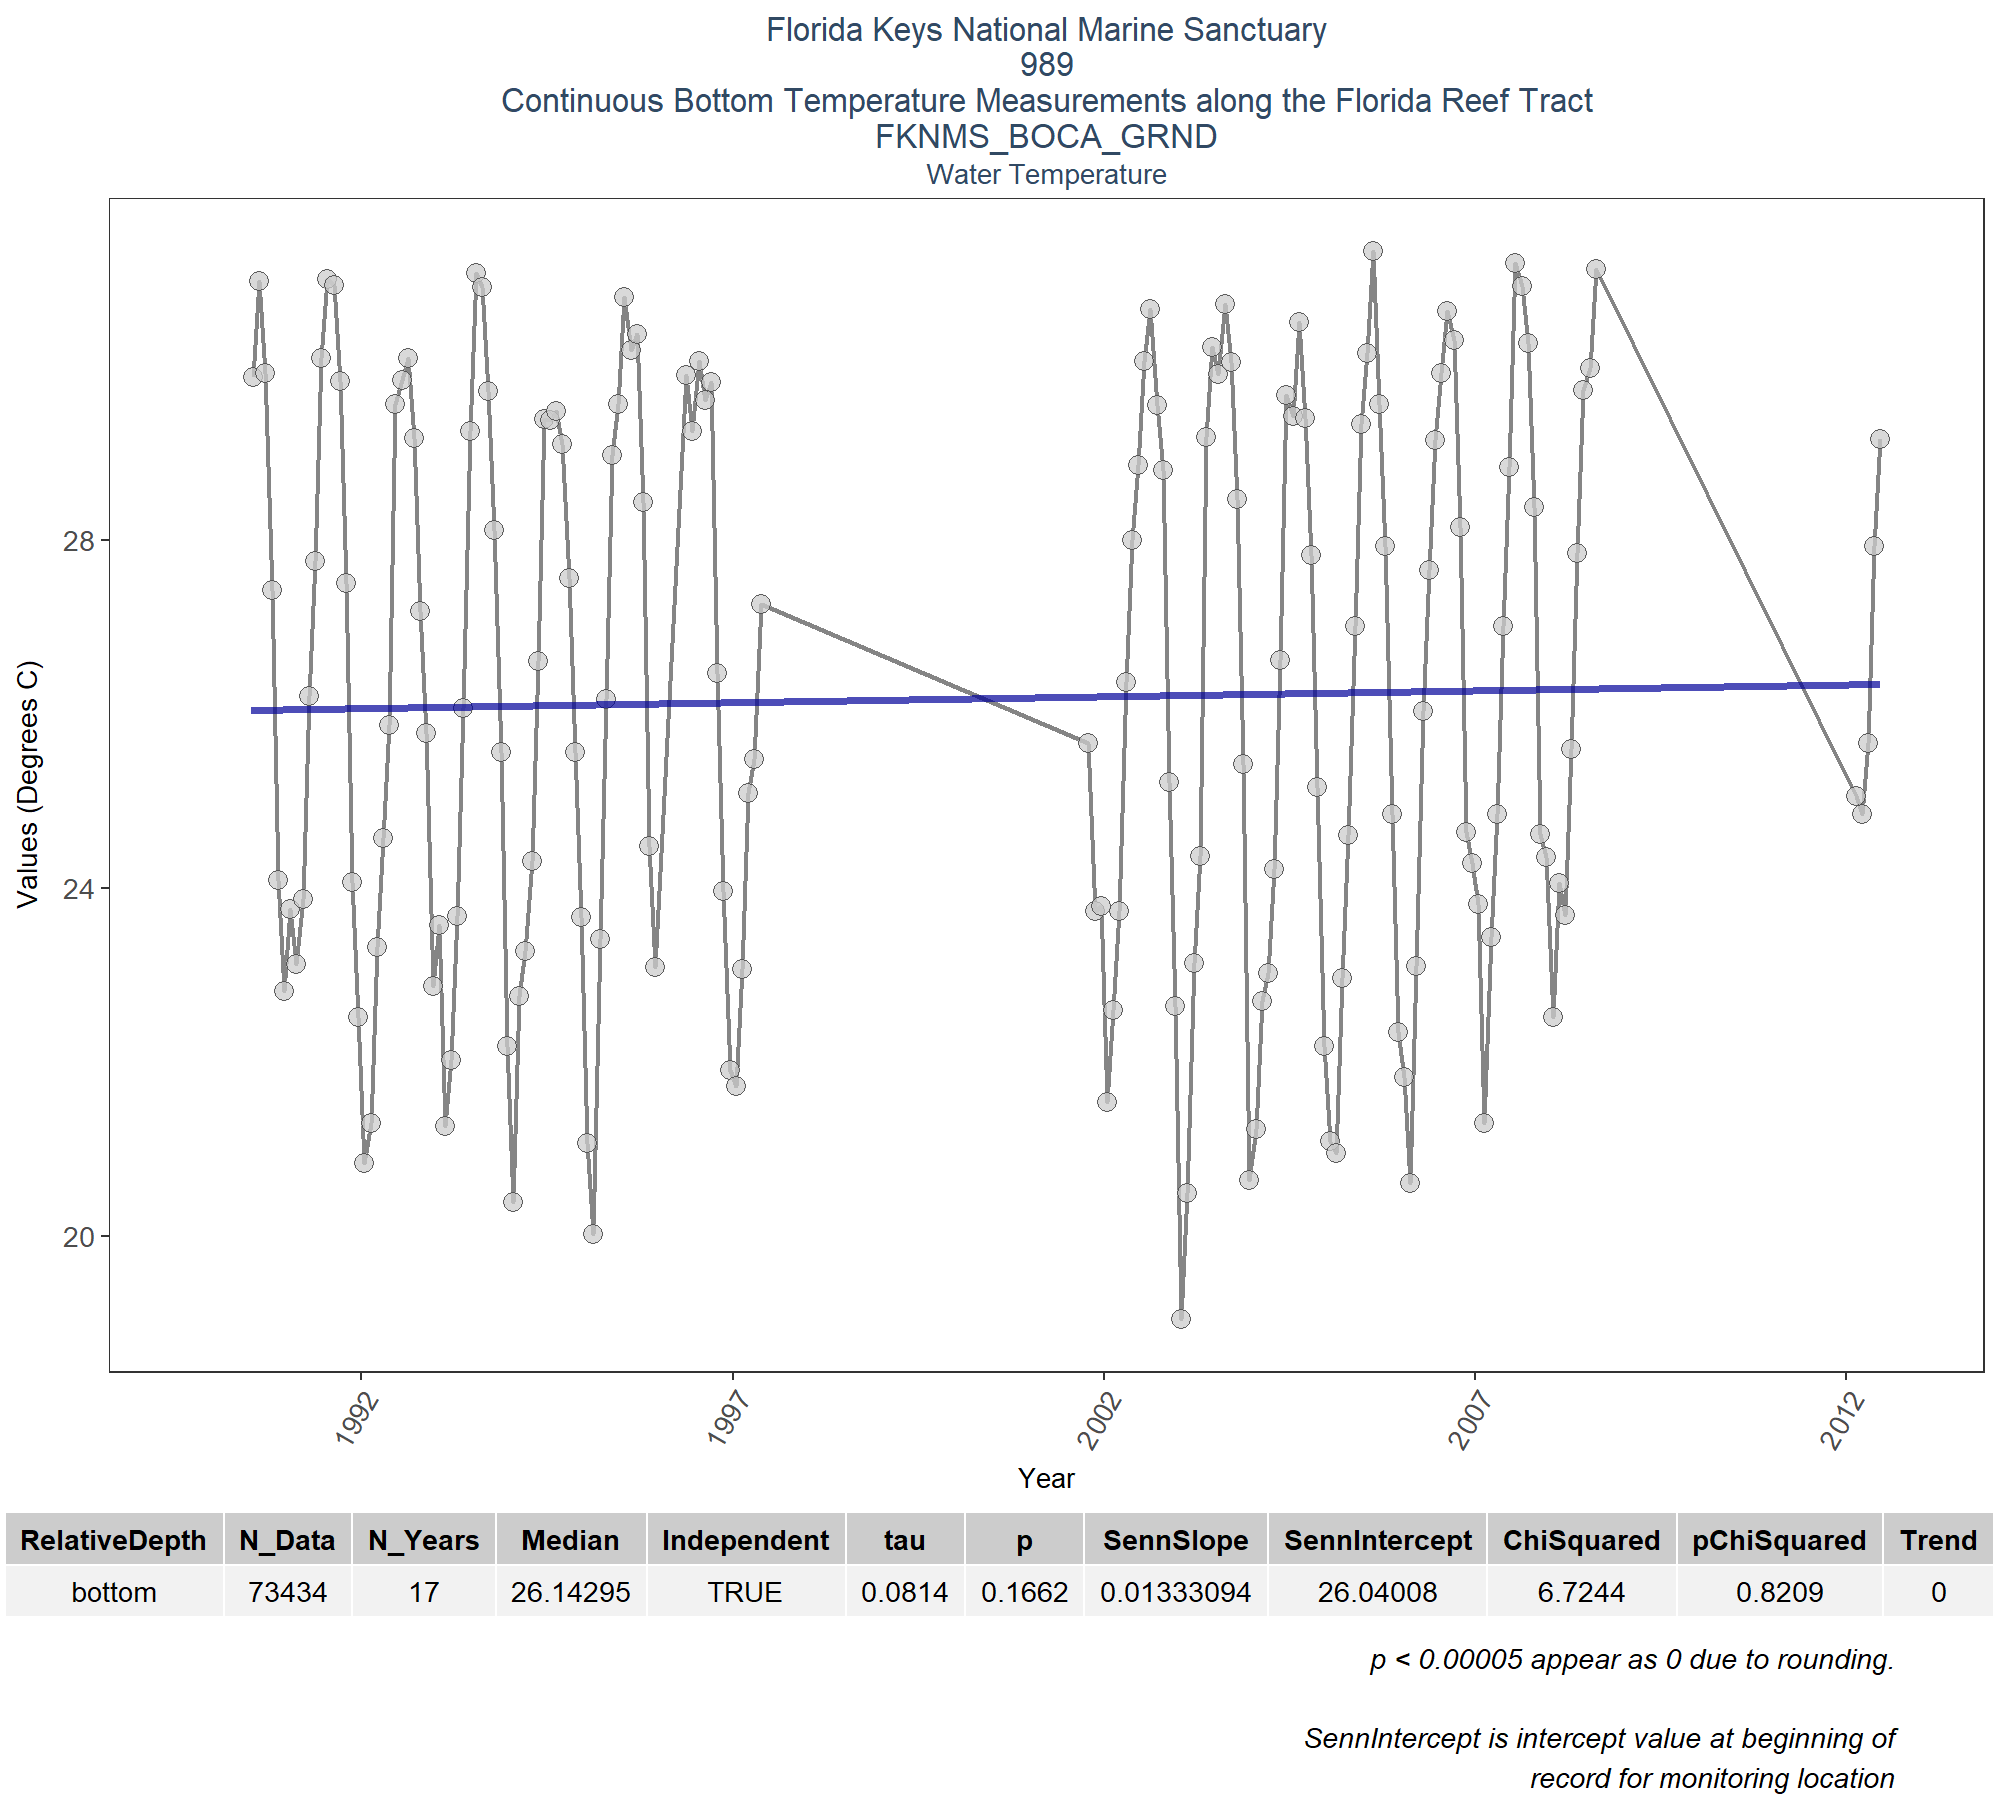 Florida Keys National Marine Sanctuary
989
Continuous Bottom Temperature Measurements along the Florida Reef Tract
FKNMS_BOCA_GRND
Water Temperature
Values (Degrees C)
28
24
20
1992
1997
2002
2007
2012
Year
RelativeDepth N_Data N_Years Median Independent tau p SennSlope SennIntercept ChiSquared pChiSquared Trend
bottom 73434 17 26.14295 TRUE 0.0814 0.1662 0.01333094 26.04008 6.7244 0.8209 0
p < 0.00005 appear as 0 due to rounding.
SennIntercept is intercept value at beginning of
record for monitoring location